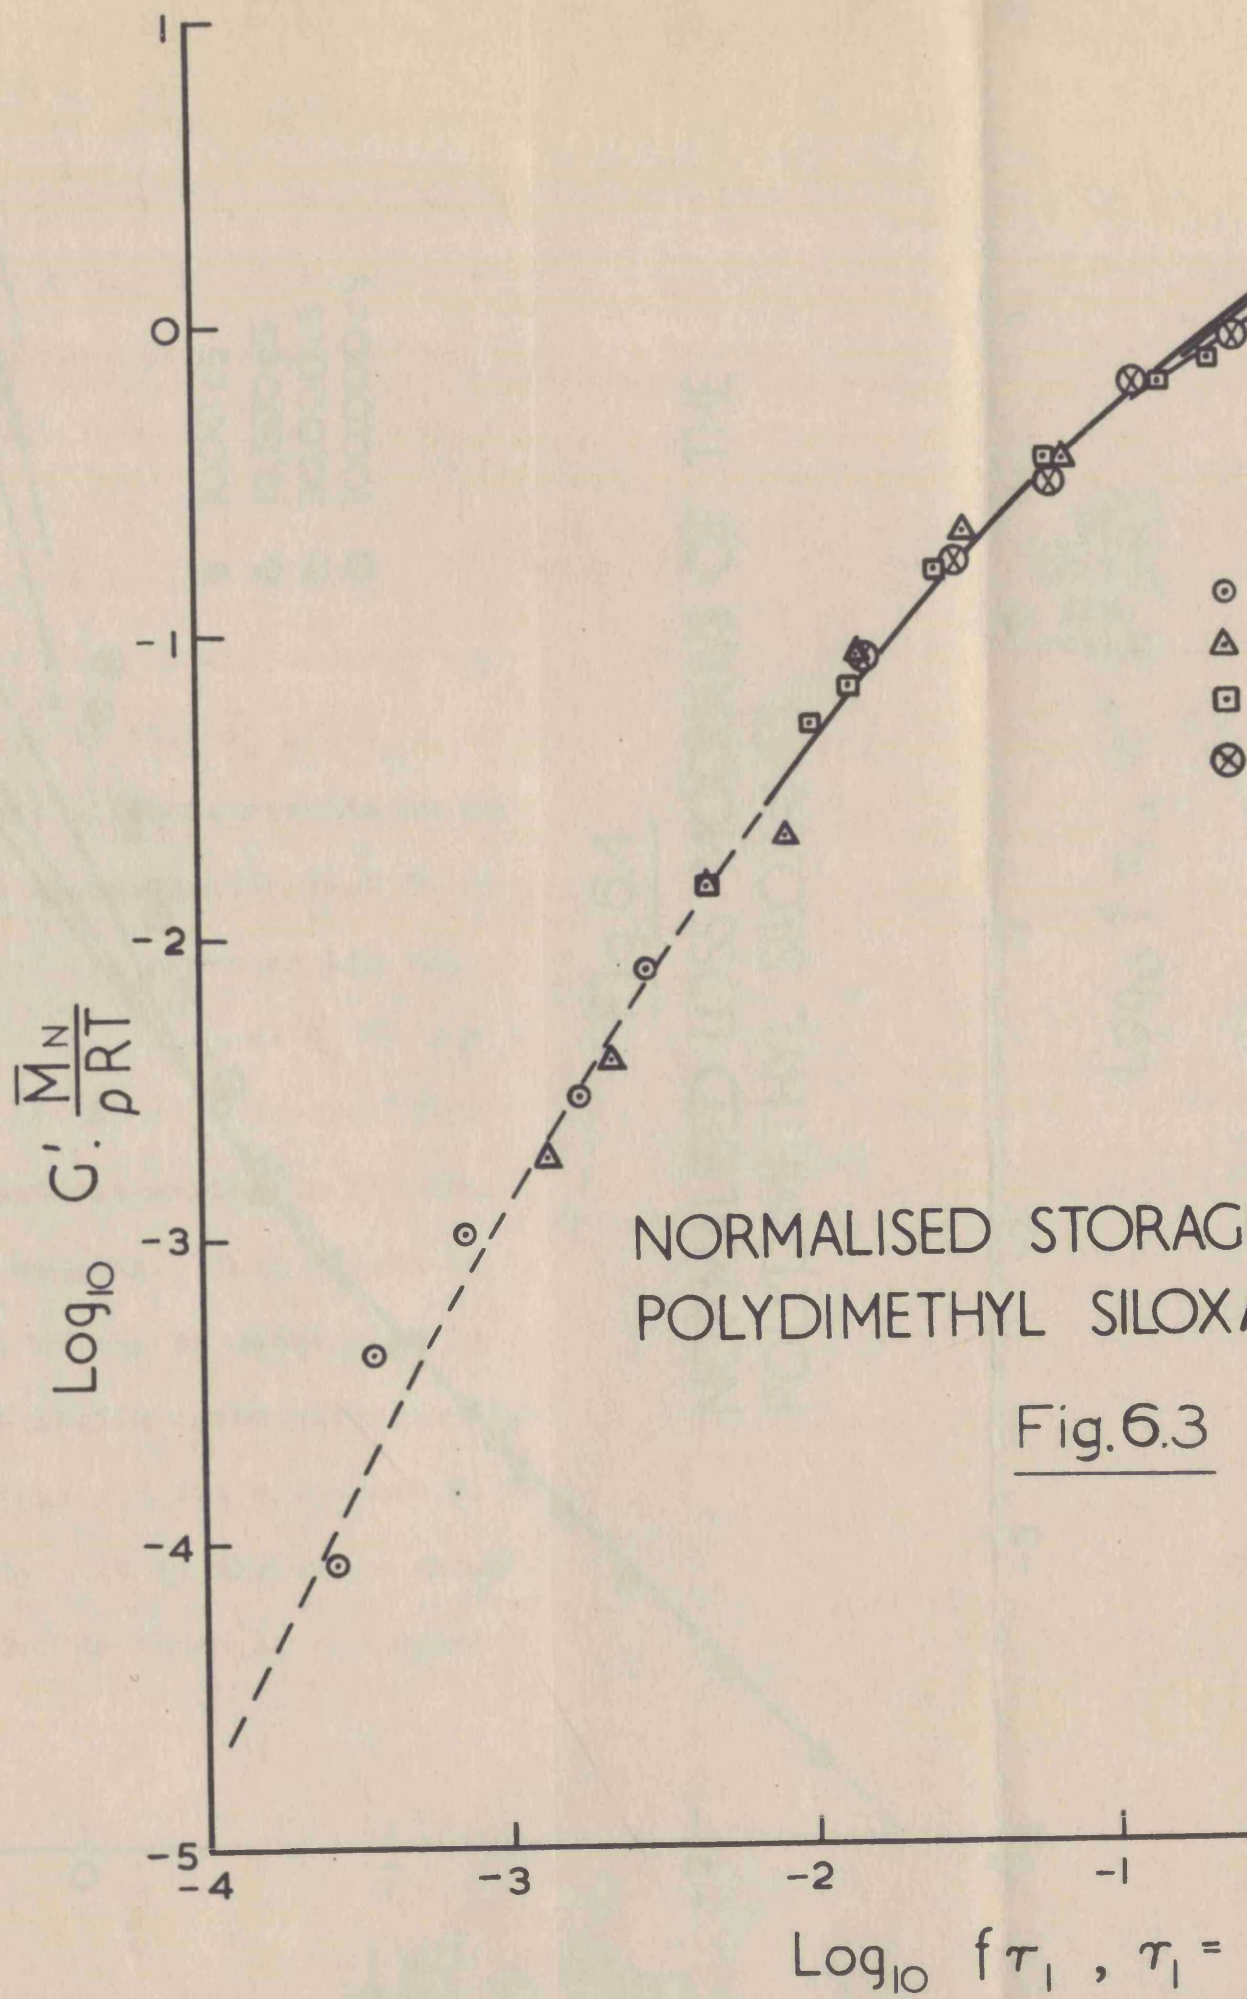 1
0
-1
-2
-3
-4
-5
Log10 G'. M̅N / ρRT
NORMALISED STORAG
POLYDIMETHYL SILOXA
Fig.6.3
-4 -3 -2 -1
Log10 fτ1 , τ1 =